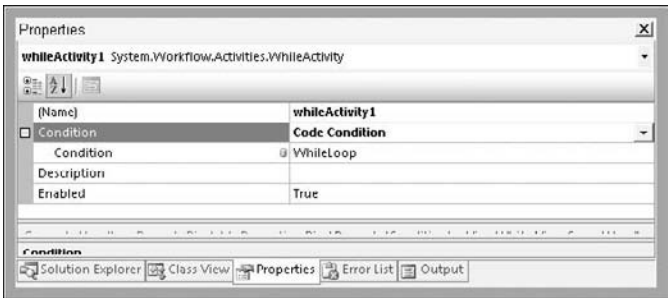 Properties
whileActivity1 System.Workflow.Activities.WhileActivity
(Name) whileActivity1
Condition Code Condition
Condition WhileLoop
Description
Enabled True
Condition
Solution Explorer Class View Properties Error List Output